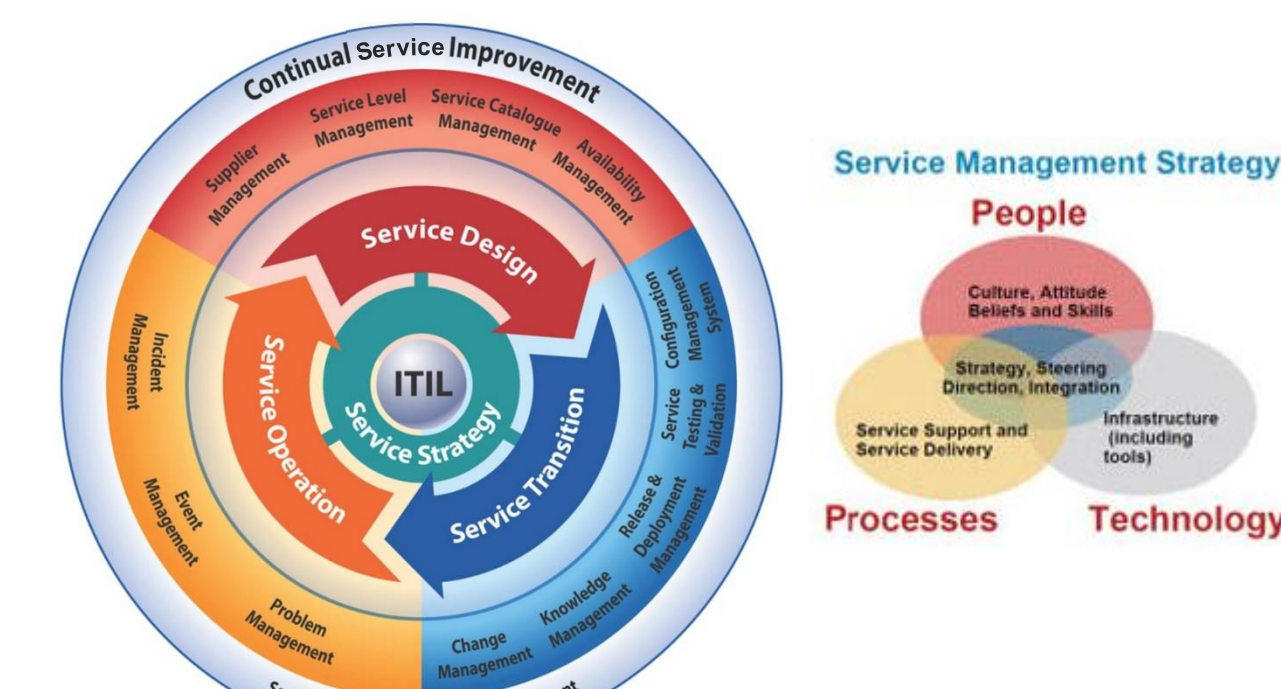 Continual Service Improvement
Supplier
Management
Service Level
Management
Service Catalogue
Management
Availability
Management
Configuration
Management
System
Service
Testing &
Validation
Release &
Deployment
Management
Knowledge
Management
Change
Management
Problem
Management
Event
Management
Incident
Management
Service Design
Service Transition
Service Operation
Service Strategy
ITIL
Service Management Strategy
People
Culture, Attitude
Beliefs and Skills
Strategy, Steering
Direction, Integration
Service Support and
Service Delivery
Infrastructure
(including
tools)
Processes
Technology